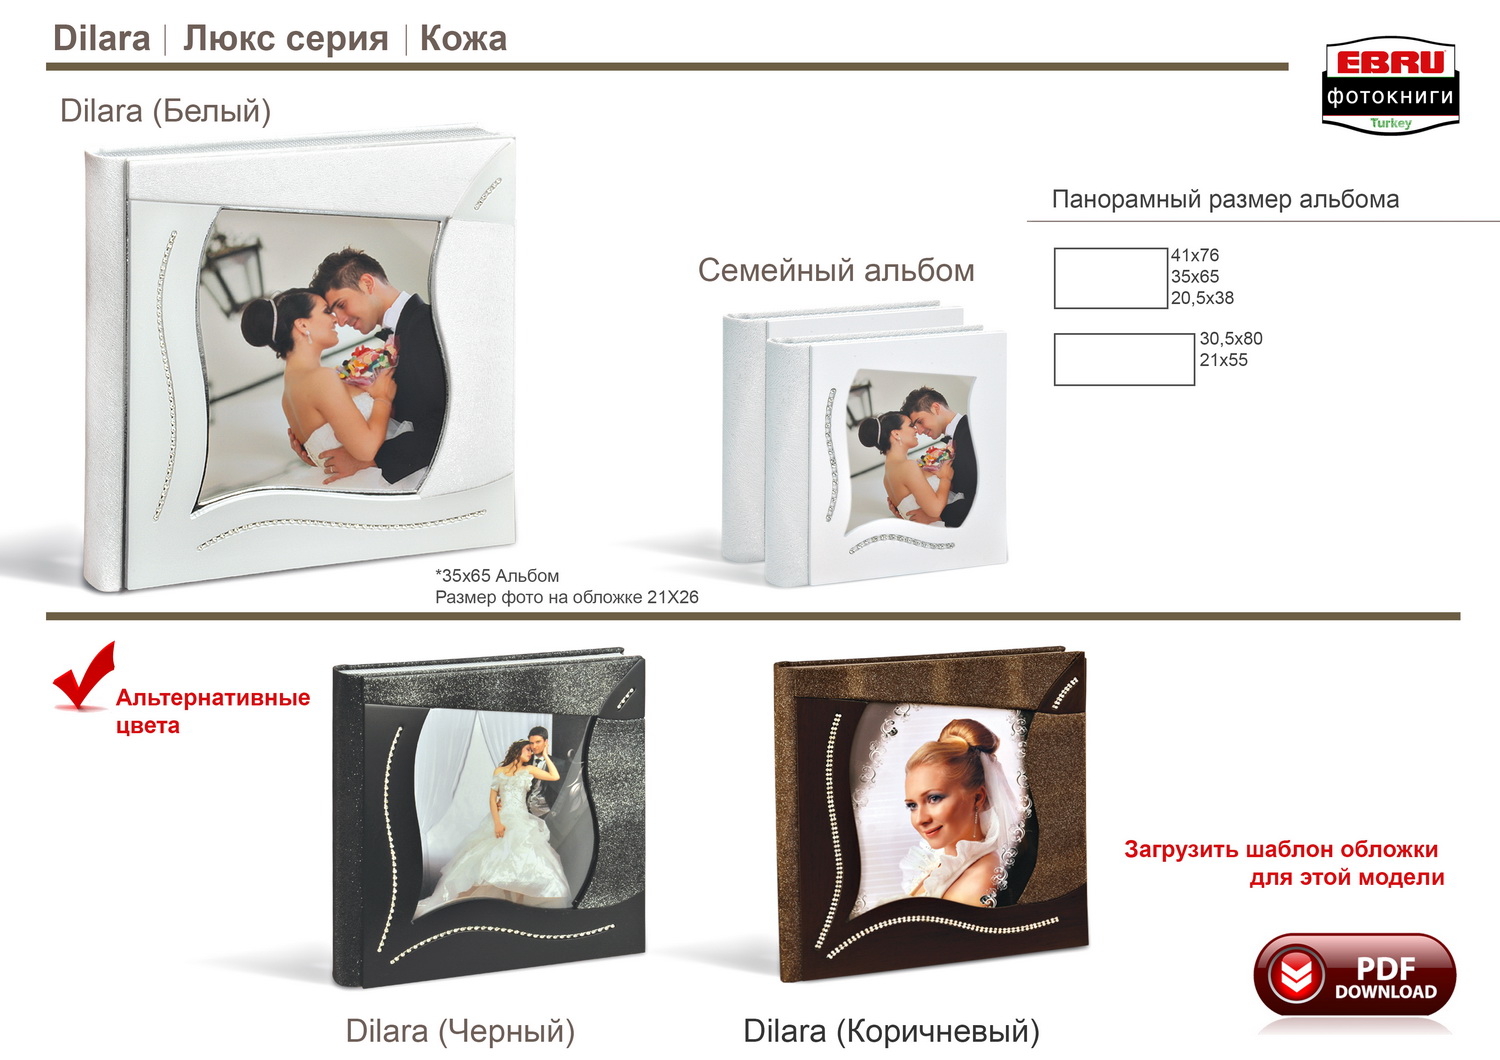 Dilara | Люкс серия | Кожа
EBRU
фотокниги
Turkey
Dilara (Белый)
Панорамный размер альбома
41x76
35x65
20,5x38
30,5x80
21x55
Семейный альбом
*35x65 Альбом
Размер фото на обложке 21X26
Альтернативные
цвета
Загрузить шаблон обложки
для этой модели
PDF
DOWNLOAD
Dilara (Черный)
Dilara (Коричневый)